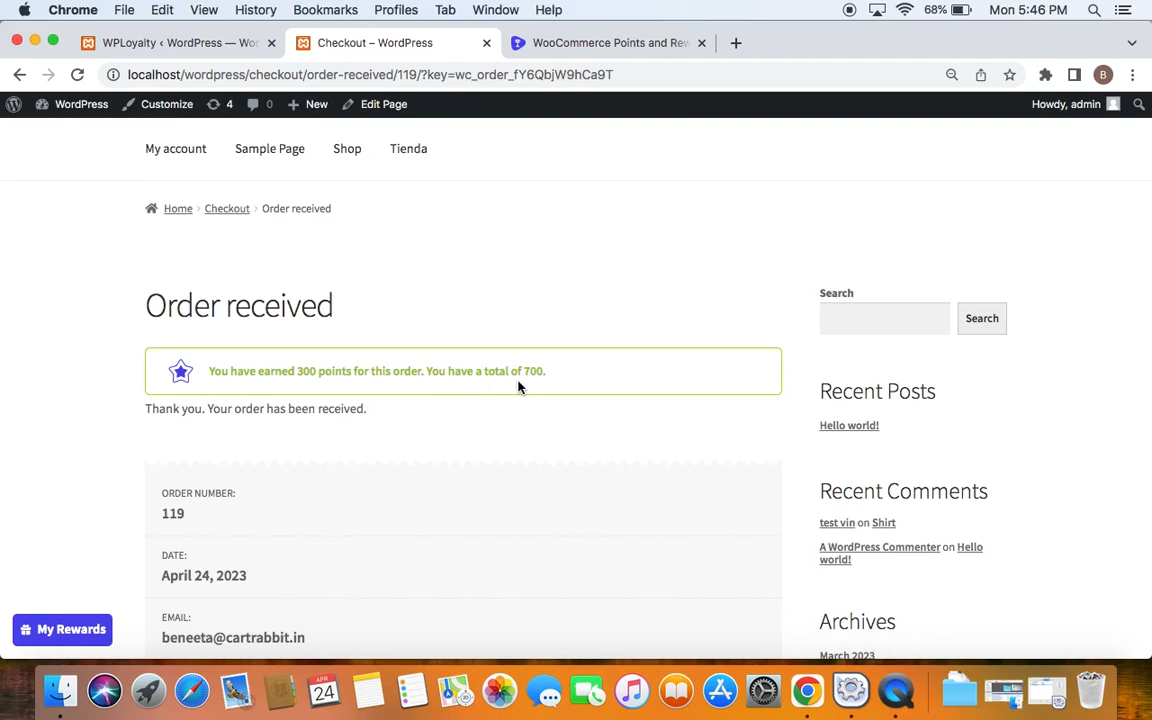 Chrome File Edit View History Bookmarks Profiles Tab Window Help 68% Mon 5:46 PM
WPLoyalty ‹ WordPress — Wor Checkout – WordPress WooCommerce Points and Rew
localhost/wordpress/checkout/order-received/119/?key=wc_order_fY6QbjW9hCa9T B
WordPress Customize 4 0 New Edit Page Howdy, admin
My account Sample Page Shop Tienda
Home › Checkout › Order received
Order received
You have earned 300 points for this order. You have a total of 700.
Thank you. Your order has been received.
ORDER NUMBER:
119
DATE:
April 24, 2023
EMAIL:
beneeta@cartrabbit.in
Search
Search
Recent Posts
Hello world!
Recent Comments
test vin on Shirt
A WordPress Commenter on Hello
world!
Archives
March 2023
My Rewards
APR
24